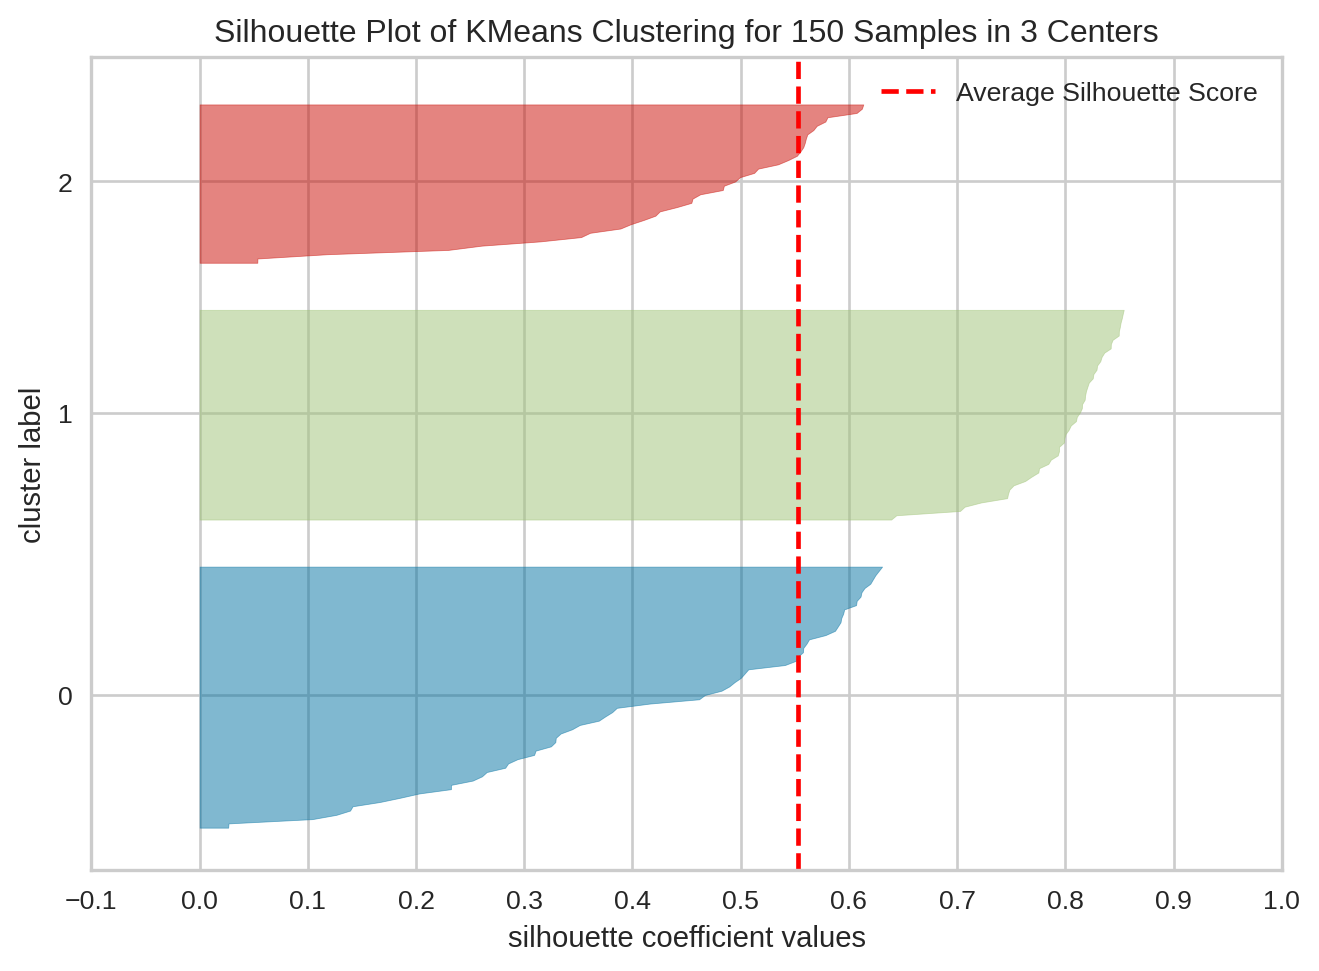 Silhouette Plot of KMeans Clustering for 150 Samples in 3 Centers
Average Silhouette Score
2
1
0
cluster label
−0.1 0.0 0.1 0.2 0.3 0.4 0.5 0.6 0.7 0.8 0.9 1.0
silhouette coefficient values